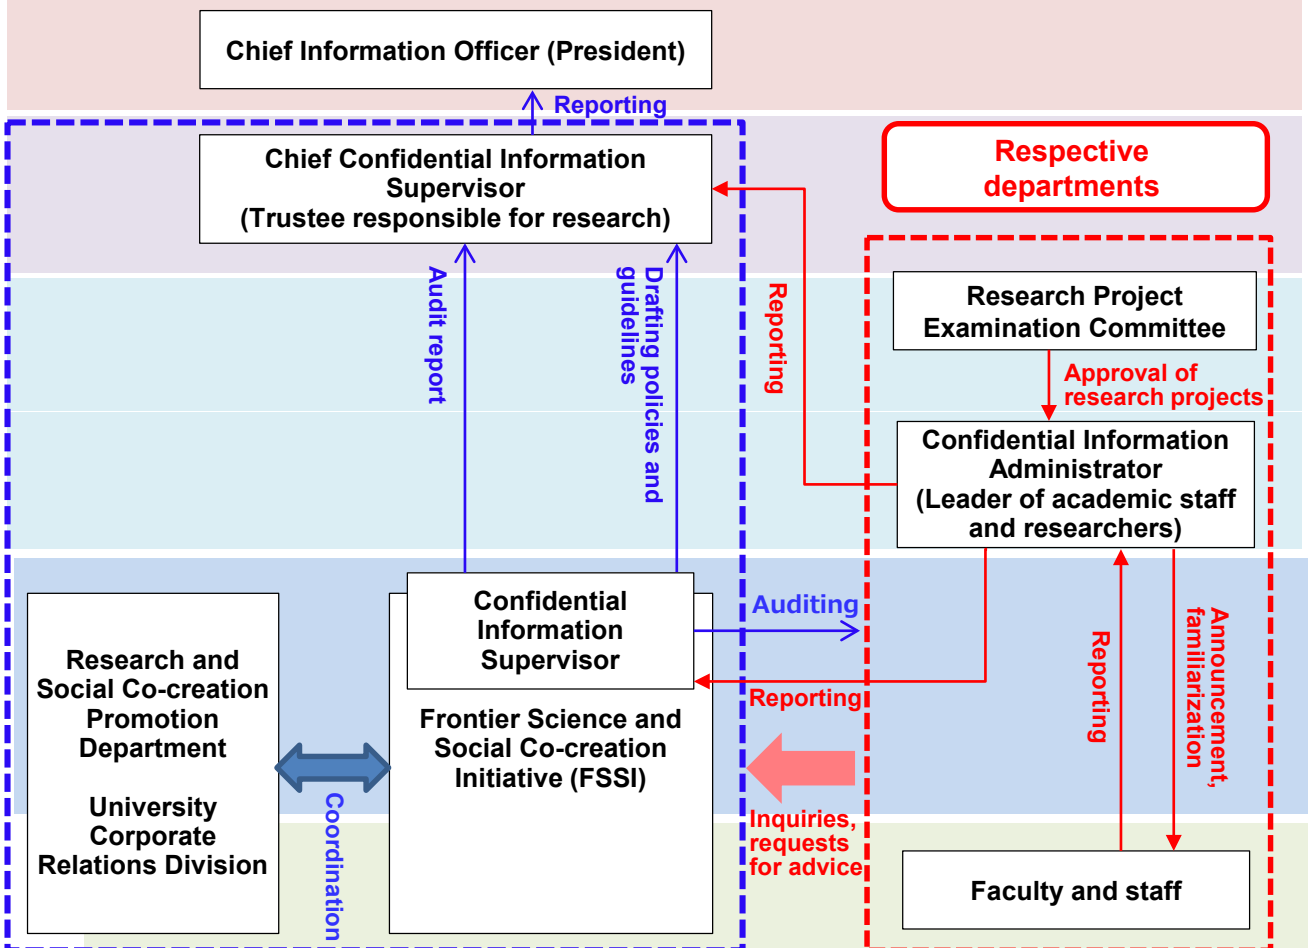 Chief Information Officer (President)
Reporting
Chief Confidential Information
Supervisor
(Trustee responsible for research)
Respective
departments
Audit report
Drafting policies and
guidelines
Reporting
Research Project
Examination Committee
Approval of
research projects
Confidential Information
Administrator
(Leader of academic staff
and researchers)
Confidential
Information
Supervisor
Auditing
Reporting
Research and
Social Co-creation
Promotion
Department
University
Corporate
Relations Division
Coordination
Frontier Science and
Social Co-creation
Initiative (FSSI)
Inquiries,
requests
for advice
Reporting
Announcement,
familiarization
Faculty and staff